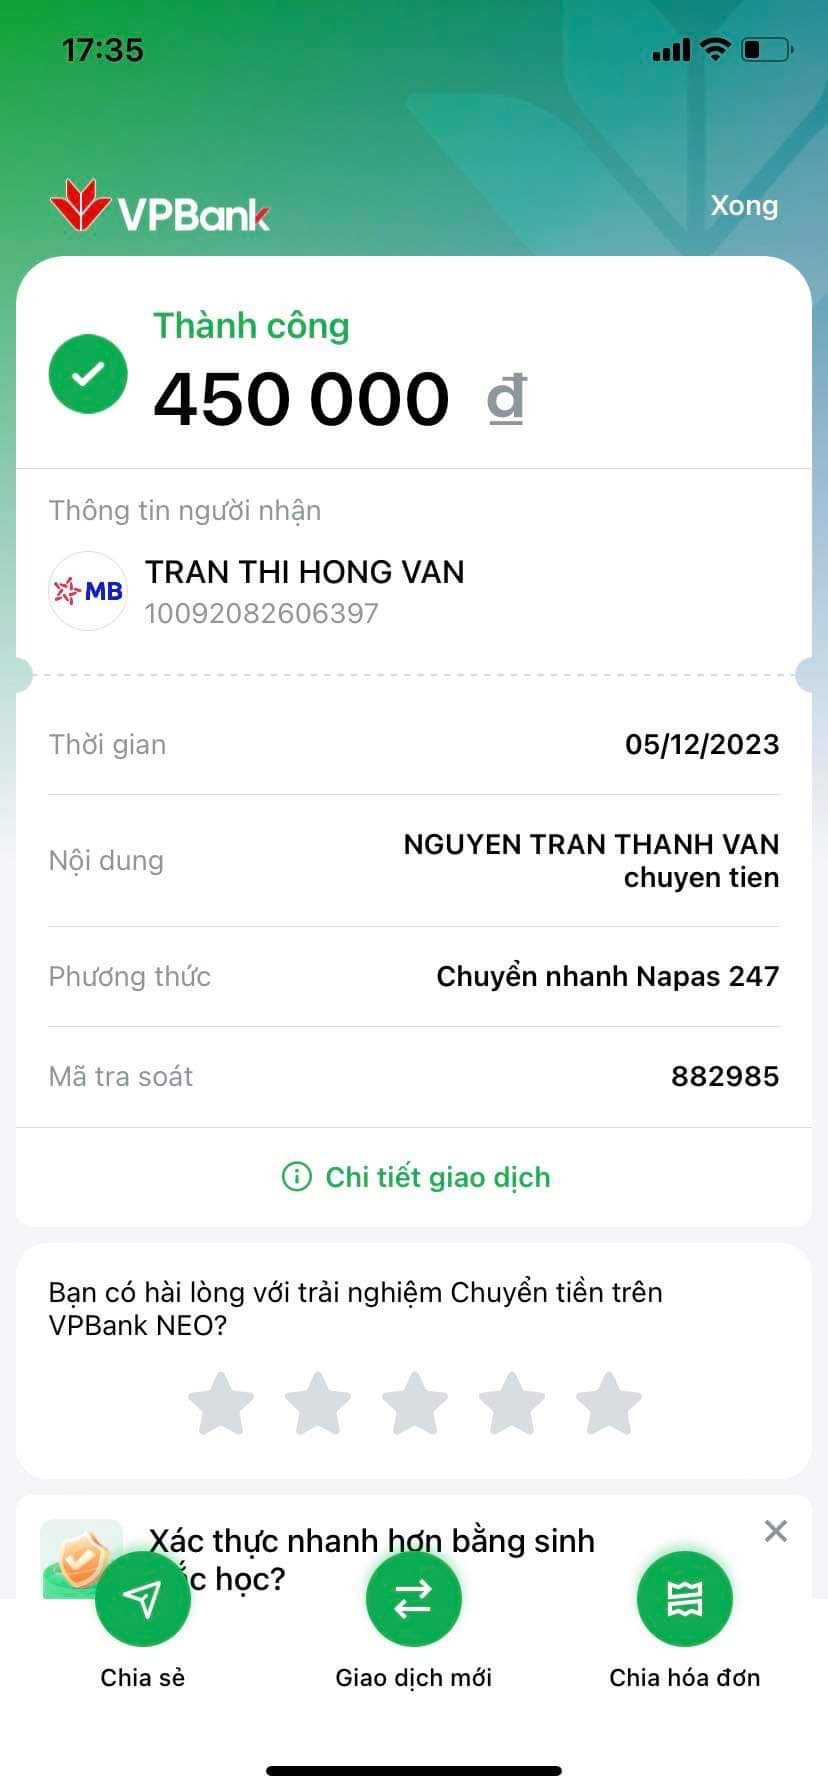 17:35
VPBank
Xong
Thành công
450 000 đ
Thông tin người nhận
MB
TRAN THI HONG VAN
10092082606397
Thời gian
05/12/2023
Nội dung
NGUYEN TRAN THANH VAN
chuyen tien
Phương thức
Chuyển nhanh Napas 247
Mã tra soát
882985
Chi tiết giao dịch
Bạn có hài lòng với trải nghiệm Chuyển tiền trên
VPBank NEO?
Xác thực nhanh hơn bằng sinh
ắc học?
Chia sẻ
Giao dịch mới
Chia hóa đơn